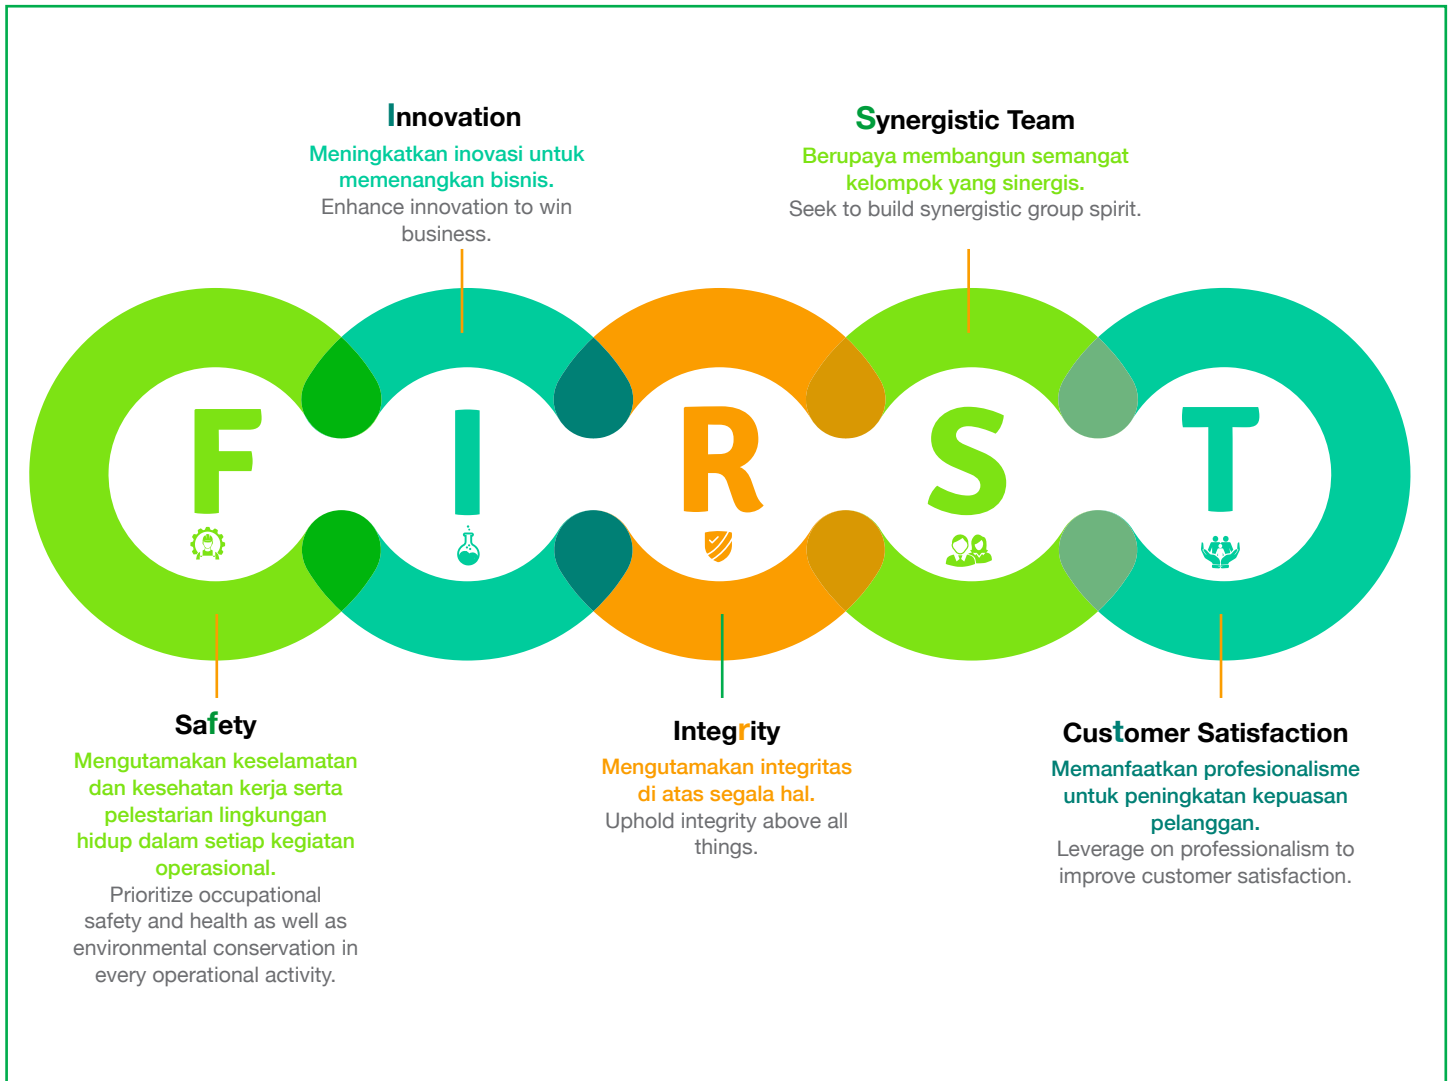 Innovation
Meningkatkan inovasi untuk
memenangkan bisnis.
Enhance innovation to win
business.
Synergistic Team
Berupaya membangun semangat
kelompok yang sinergis.
Seek to build synergistic group spirit.
F I R S T
Safety
Mengutamakan keselamatan
dan kesehatan kerja serta
pelestarian lingkungan
hidup dalam setiap kegiatan
operasional.
Prioritize occupational
safety and health as well as
environmental conservation in
every operational activity.
Integrity
Mengutamakan integritas
di atas segala hal.
Uphold integrity above all
things.
Customer Satisfaction
Memanfaatkan profesionalisme
untuk peningkatan kepuasan
pelanggan.
Leverage on professionalism to
improve customer satisfaction.